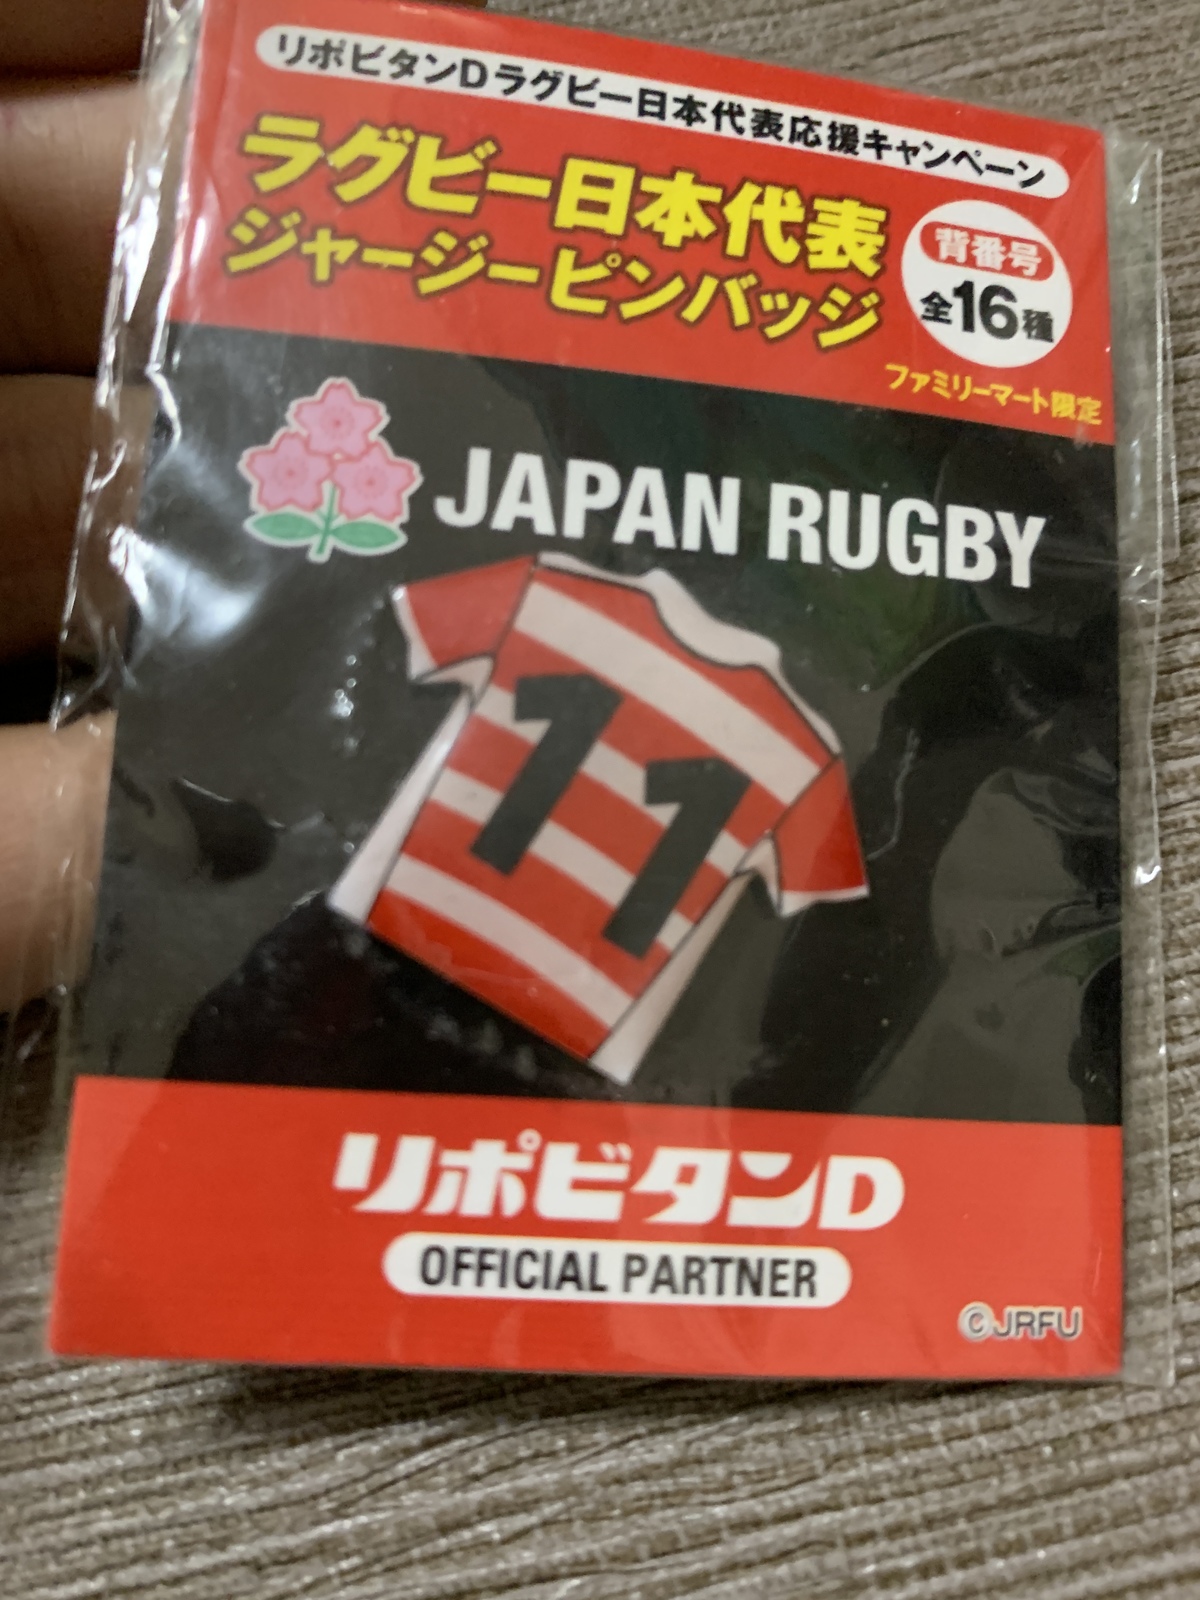 リポビタンDラグビー日本代表応援キャンペーン
ラグビー日本代表
ジャージーピンバッジ
背番号
全16種
ファミリーマート限定
JAPAN RUGBY
11
リポビタンD
OFFICIAL PARTNER
©JRFU